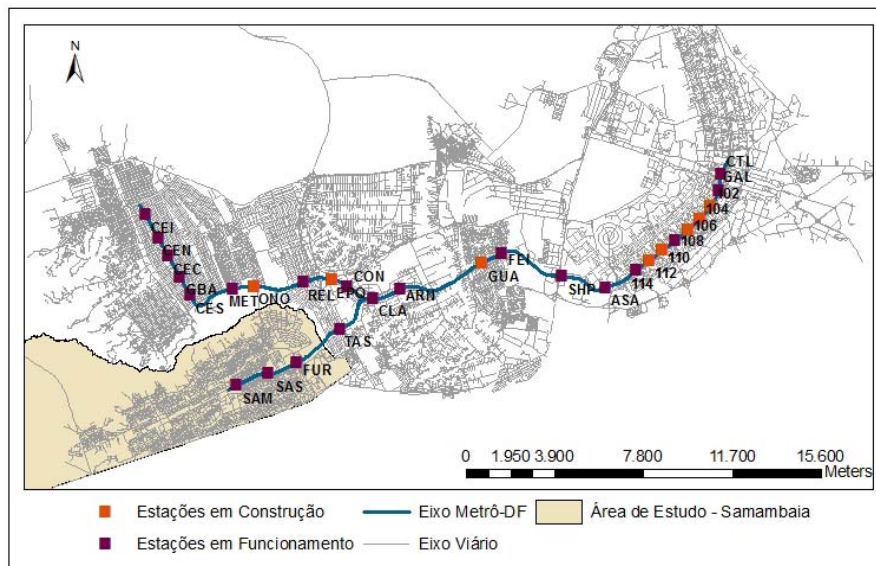 N
CTL
GAL
102
104
106
108
110
112
114
ASA
SHP
FEI
GUA
ARN
CLA
CON
EPQ
REL
ONO
MET
CES
GBA
CEC
CEN
CEI
TAS
FUR
SAS
SAM
0 1.950 3.900 7.800 11.700 15.600
Meters
Estações em Construção Eixo Metrô-DF Área de Estudo - Samambaia
Estações em Funcionamento Eixo Viário